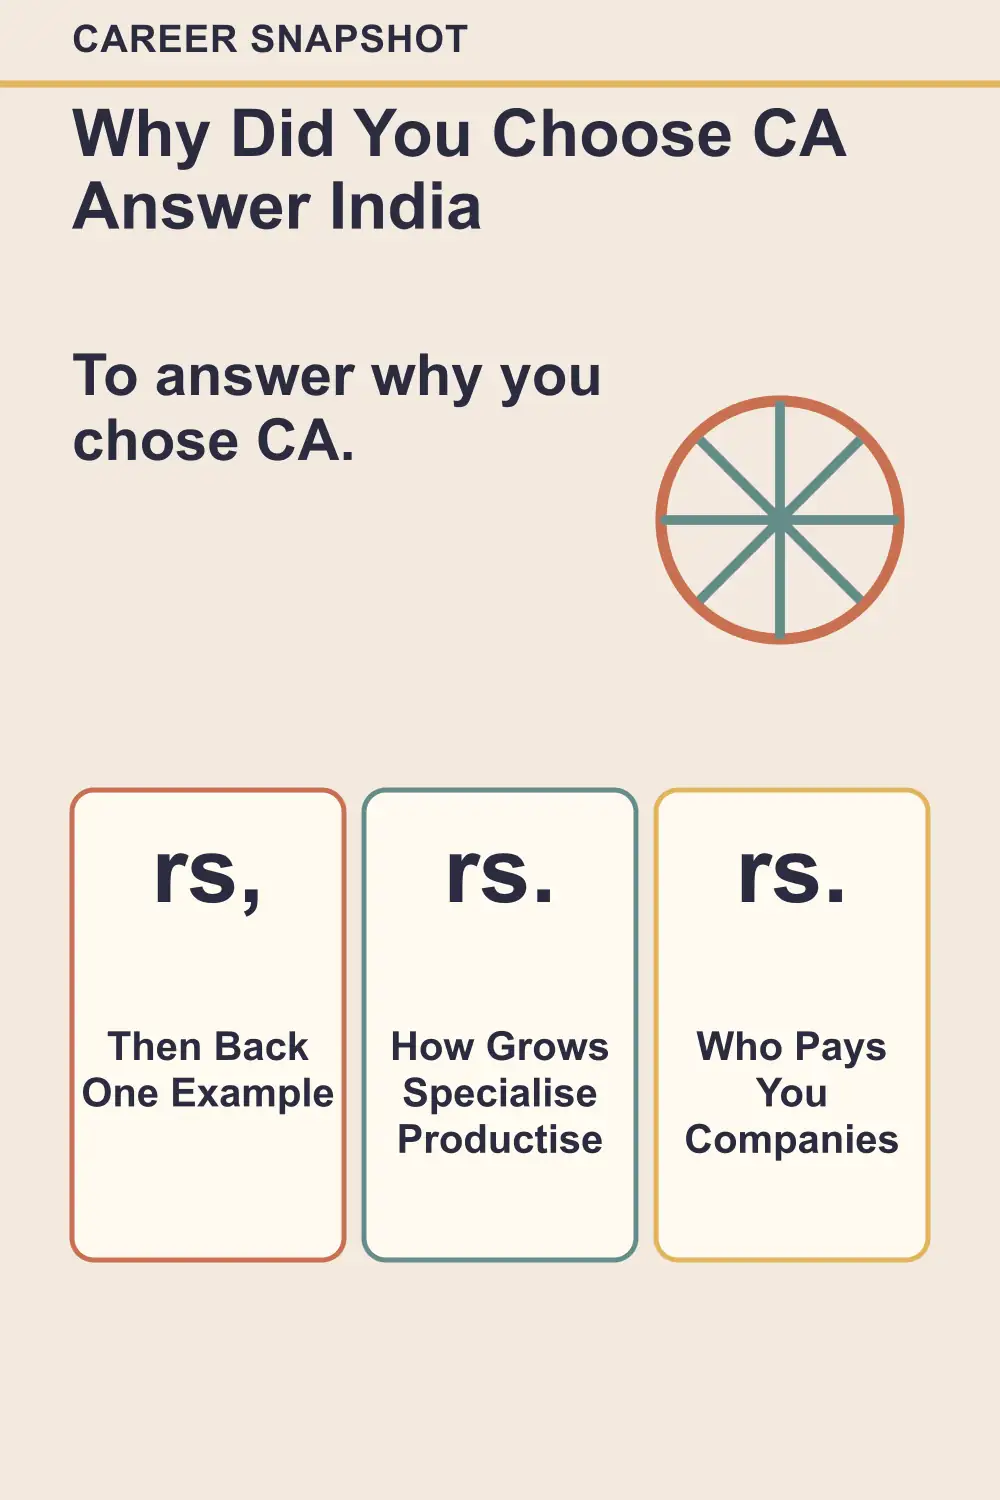 CAREER SNAPSHOT
Why Did You Choose CA
Answer India
To answer why you
chose CA.
rs,
rs.
rs.
Then Back
One Example
How Grows
Specialise
Productise
Who Pays
You
Companies